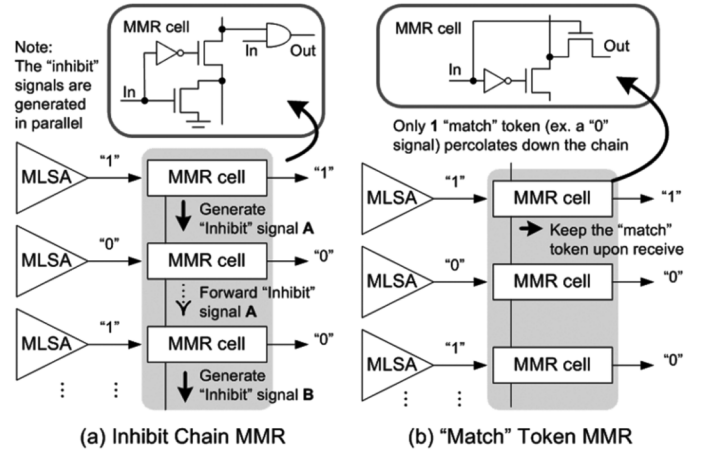 Note:
The “inhibit”
signals are
generated
in parallel
MMR cell
In
Out
In
MLSA
“1”
MMR cell
“1”
Generate
“Inhibit” signal A
MLSA
“0”
MMR cell
“0”
Forward “Inhibit”
signal A
MLSA
“1”
MMR cell
“0”
Generate
“Inhibit” signal B
(a) Inhibit Chain MMR
MMR cell
Out
In
Only 1 “match” token (ex. a “0”
signal) percolates down the chain
MLSA
“1”
MMR cell
“1”
Keep the “match”
token upon receive
MLSA
“0”
MMR cell
“0”
MLSA
“1”
MMR cell
“0”
(b) “Match” Token MMR